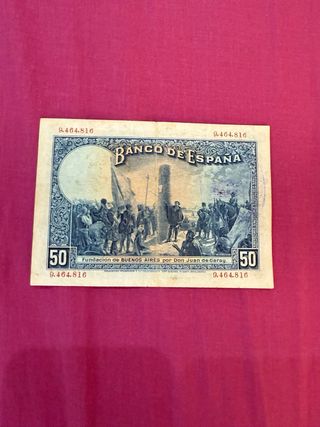 9.464.816 9.464.816
BANCO DE ESPAÑA
50 50
Fundación de BUENOS AIRES por Don Juan de Garay.
9.464.816 9.464.816